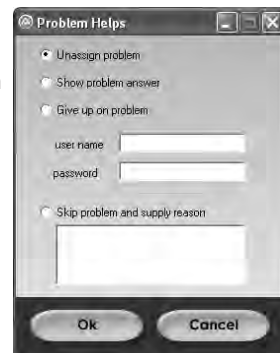 Problem Helps
Unassign problem
Show problem answer
Give up on problem
user name
password
Skip problem and supply reason
Ok Cancel